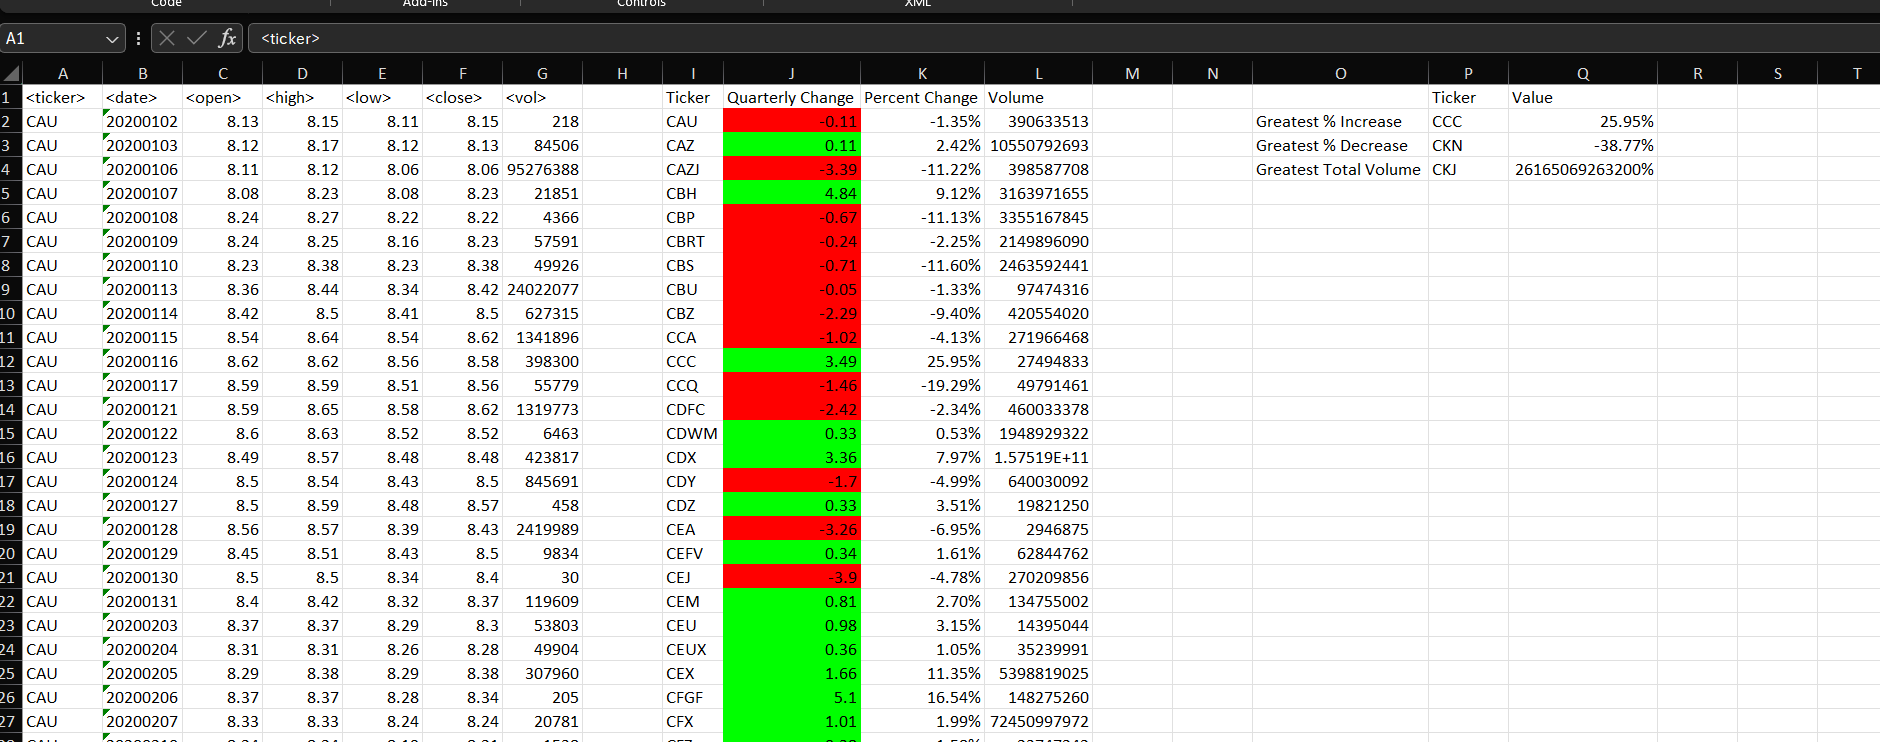 Code Add-ins Controls XML
A1 fx <ticker>
A B C D E F G H I J K L M N O P Q R S T
1 <ticker> <date> <open> <high> <low> <close> <vol> Ticker Quarterly Change Percent Change Volume Ticker Value
2 CAU 20200102 8.13 8.15 8.11 8.15 218 CAU -0.11 -1.35% 390633513 Greatest % Increase CCC 25.95%
3 CAU 20200103 8.12 8.17 8.12 8.13 84506 CAZ 0.11 2.42% 10550792693 Greatest % Decrease CKN -38.77%
4 CAU 20200106 8.11 8.12 8.06 8.06 95276388 CAZJ -3.39 -11.22% 398587708 Greatest Total Volume CKJ 26165069263200%
5 CAU 20200107 8.08 8.23 8.08 8.23 21851 CBH 4.84 9.12% 3163971655
6 CAU 20200108 8.24 8.27 8.22 8.22 4366 CBP -0.67 -11.13% 3355167845
7 CAU 20200109 8.24 8.25 8.16 8.23 57591 CBRT -0.24 -2.25% 2149896090
8 CAU 20200110 8.23 8.38 8.23 8.38 49926 CBS -0.71 -11.60% 2463592441
9 CAU 20200113 8.36 8.44 8.34 8.42 24022077 CBU -0.05 -1.33% 97474316
10 CAU 20200114 8.42 8.5 8.41 8.5 627315 CBZ -2.29 -9.40% 420554020
11 CAU 20200115 8.54 8.64 8.54 8.62 1341896 CCA -1.02 -4.13% 271966468
12 CAU 20200116 8.62 8.62 8.56 8.58 398300 CCC 3.49 25.95% 27494833
13 CAU 20200117 8.59 8.59 8.51 8.56 55779 CCQ -1.46 -19.29% 49791461
14 CAU 20200121 8.59 8.65 8.58 8.62 1319773 CDFC -2.42 -2.34% 460033378
15 CAU 20200122 8.6 8.63 8.52 8.52 6463 CDWM 0.33 0.53% 1948929322
16 CAU 20200123 8.49 8.57 8.48 8.48 423817 CDX 3.36 7.97% 1.57519E+11
17 CAU 20200124 8.5 8.54 8.43 8.5 845691 CDY -1.7 -4.99% 640030092
18 CAU 20200127 8.5 8.59 8.48 8.57 458 CDZ 0.33 3.51% 19821250
19 CAU 20200128 8.56 8.57 8.39 8.43 2419989 CEA -3.26 -6.95% 2946875
20 CAU 20200129 8.45 8.51 8.43 8.5 9834 CEFV 0.34 1.61% 62844762
21 CAU 20200130 8.5 8.5 8.34 8.4 30 CEJ -3.9 -4.78% 270209856
22 CAU 20200131 8.4 8.42 8.32 8.37 119609 CEM 0.81 2.70% 134755002
23 CAU 20200203 8.37 8.37 8.29 8.3 53803 CEU 0.98 3.15% 14395044
24 CAU 20200204 8.31 8.31 8.26 8.28 49904 CEUX 0.36 1.05% 35239991
25 CAU 20200205 8.29 8.38 8.29 8.38 307960 CEX 1.66 11.35% 5398819025
26 CAU 20200206 8.37 8.37 8.28 8.34 205 CFGF 5.1 16.54% 148275260
27 CAU 20200207 8.33 8.33 8.24 8.24 20781 CFX 1.01 1.99% 72450997972